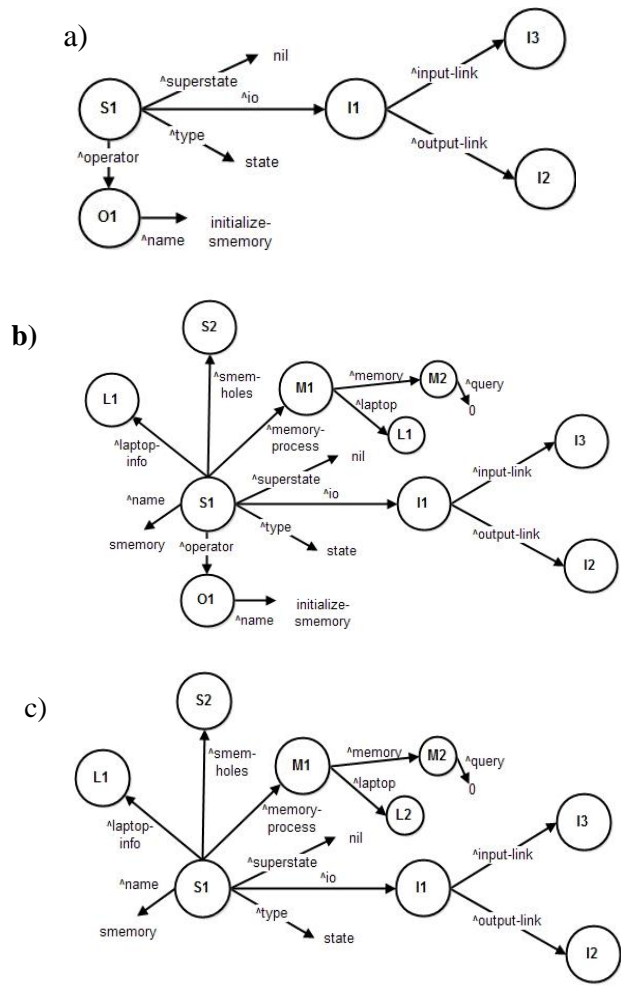 a)
I3
nil
^superstate
^input-link
S1
^io
I1
^type
^output-link
^operator
state
I2
O1
initialize-
smemory
^name
b)
S2
^smem-
holes
^memory
M2
^query
M1
L1
^laptop
0
L1
^memory-
process
^laptop-
info
nil
I3
^superstate
^input-link
^name
S1
^io
I1
smemory
^type
^output-link
^operator
state
I2
O1
initialize-
smemory
^name
c)
S2
^smem-
holes
^memory
M2
^query
M1
0
L1
^laptop
L2
^memory-
process
^laptop-
info
nil
I3
^superstate
^input-link
^name
S1
^io
I1
^type
^output-link
smemory
state
I2